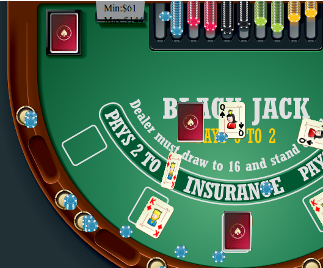 Min:$61
BLACK JACK
PAYS 3 TO 2
Dealer must draw to 16 and stand
PAYS 2 TO
INSURANCE
PAY